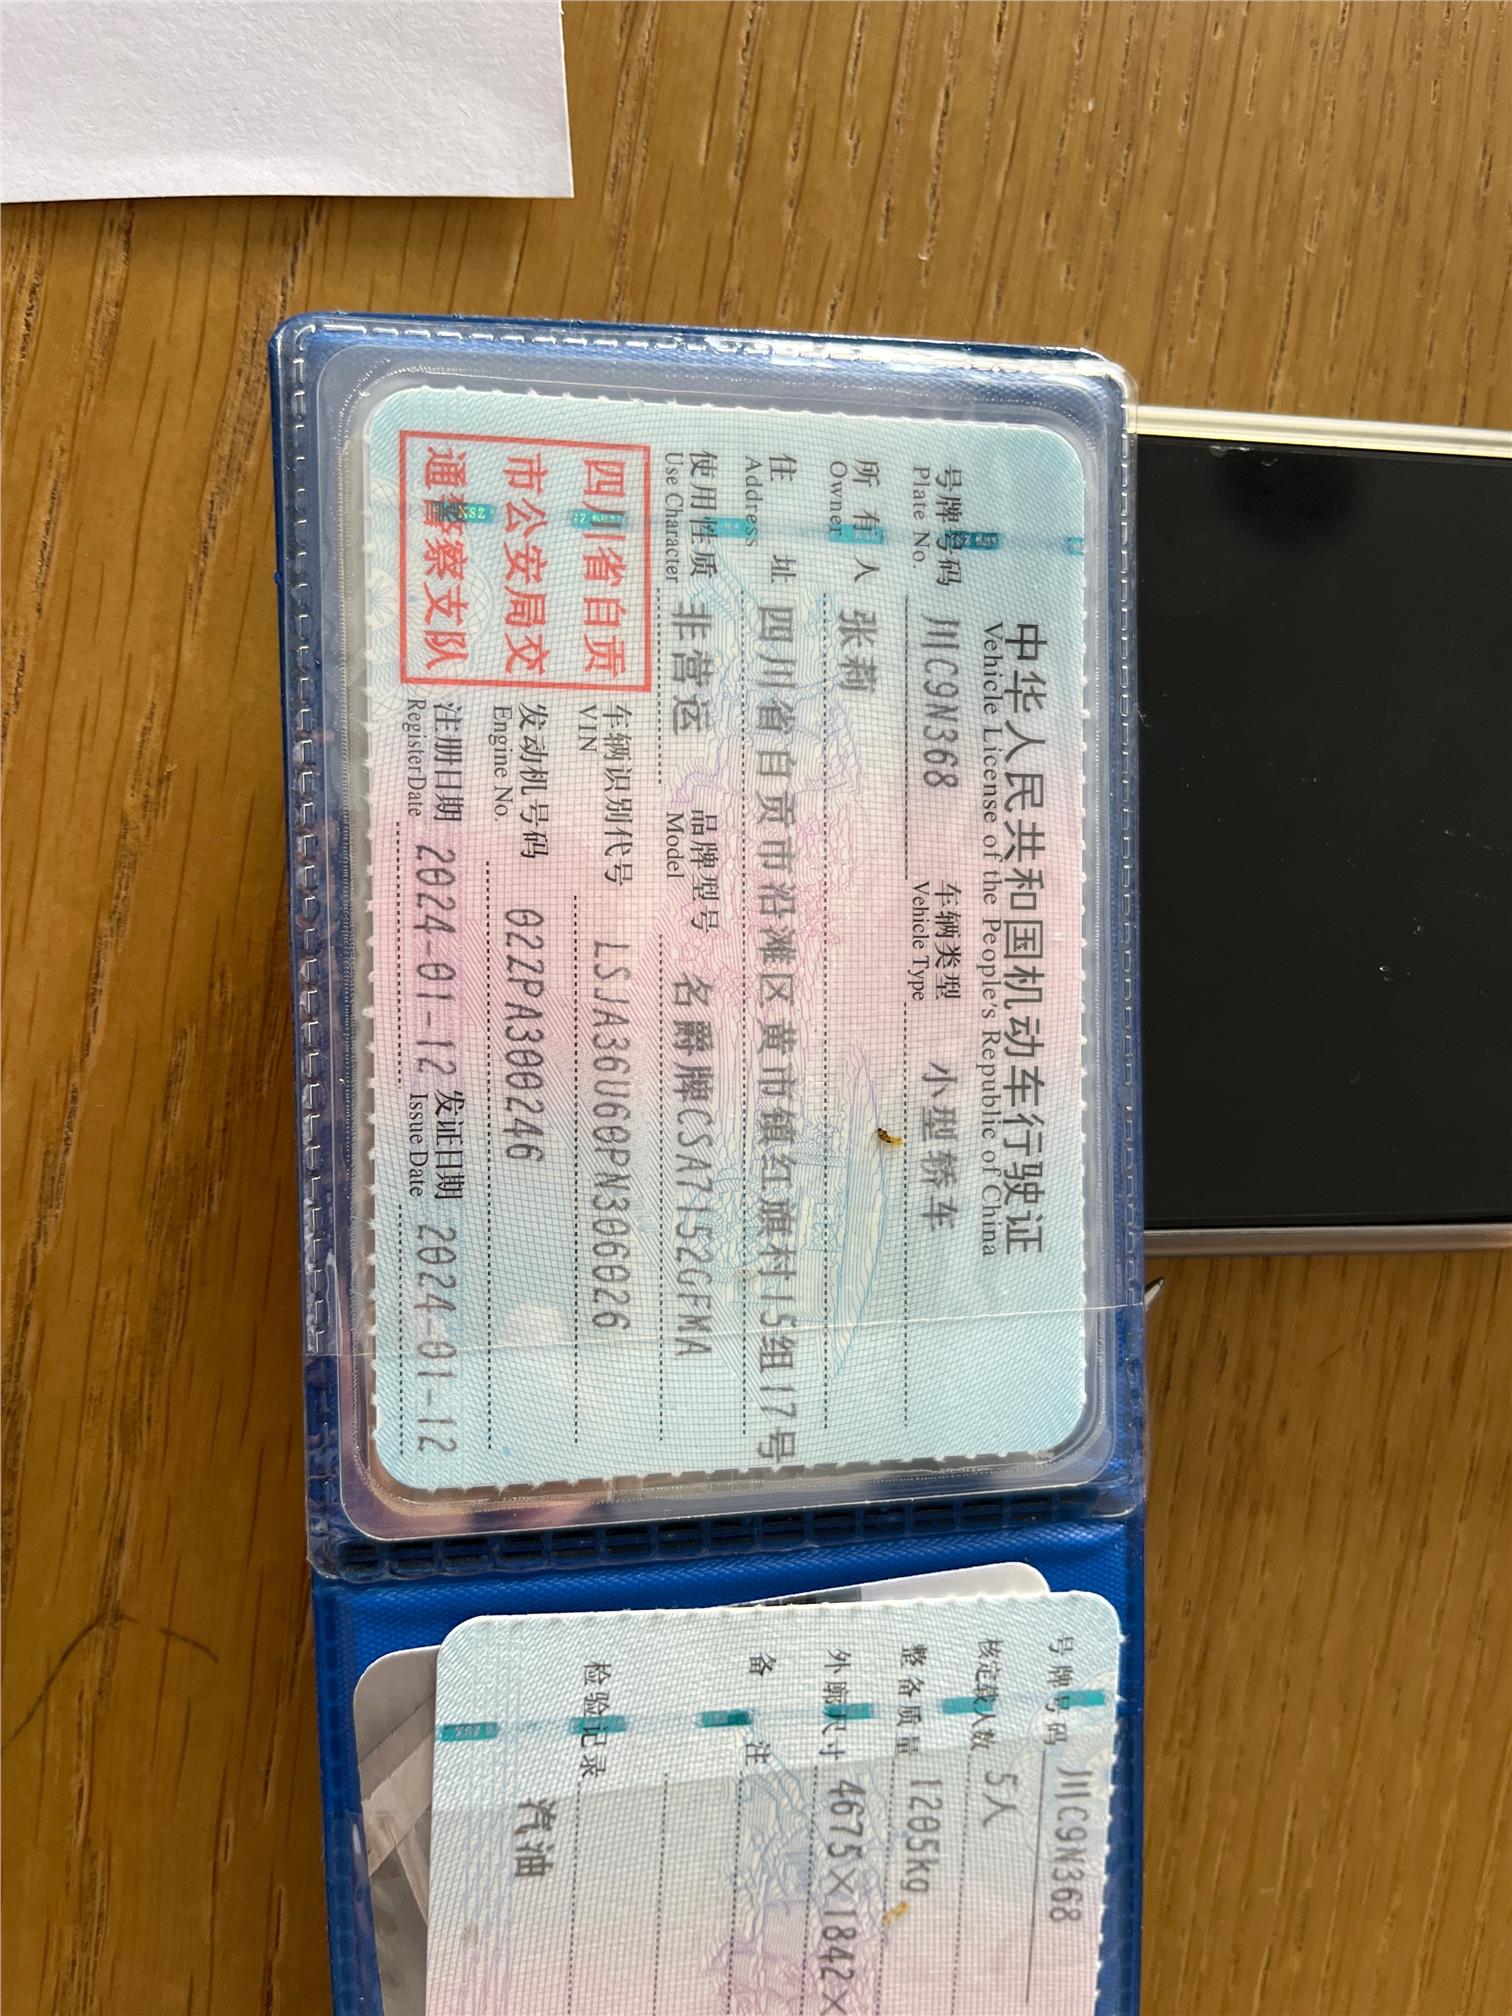 中华人民共和国机动车行驶证
Vehicle License of the People's Republic of China
号牌号码 川C9N368 车辆类型 小型轿车
Plate No. Vehicle Type
所有人 张莉
Owner
住址 四川省自贡市沿滩区黄市镇红旗村15组17号
Address
使用性质 非营运 品牌型号 名爵牌CSA7152GFMA
Use Character Model
四川省自贡
市公安局交
通警察支队
车辆识别代号 LSJA36U60PN306026
VIN
发动机号码 02ZPA300246
Engine No.
注册日期 2024-01-12 发证日期 2024-01-12
Register Date Issue Date
号牌号码 川C9N368
核定载人数 5人
整备质量 1205kg
外廓尺寸 4675×1842×
备注
检验记录
汽油